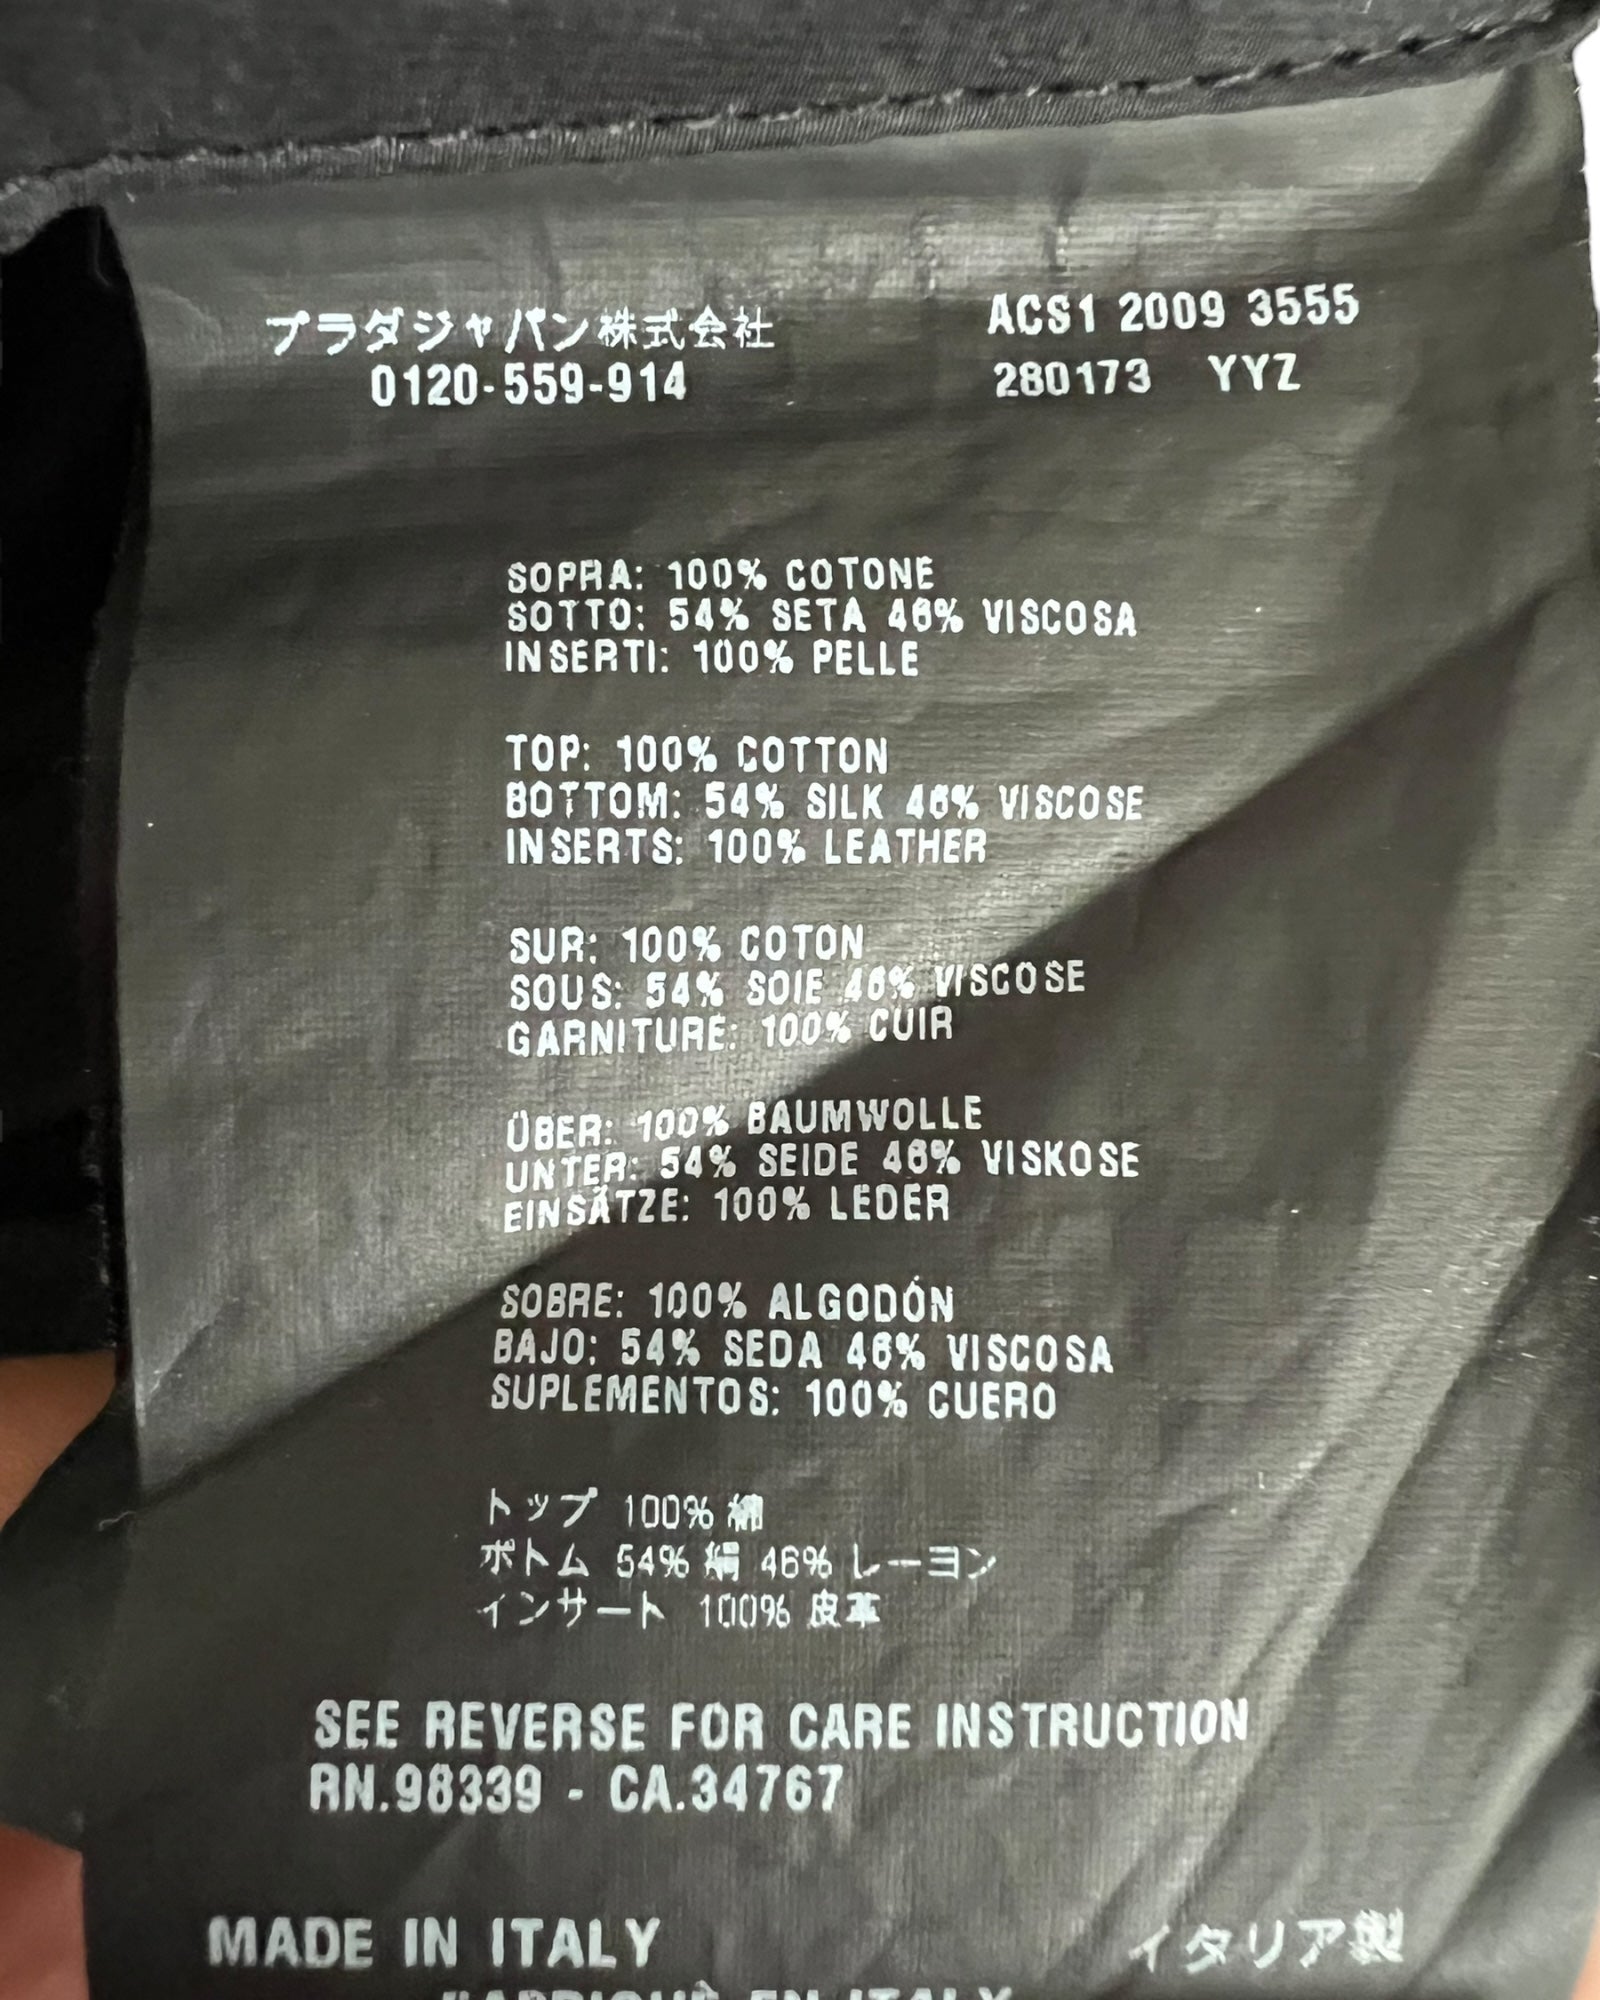 プラダジャパン株式会社
0120-559-914
ACS1 2009 3555
280173 YYZ
SOPRA: 100% COTONE
SOTTO: 54% SETA 46% VISCOSA
INSERTI: 100% PELLE
TOP: 100% COTTON
BOTTOM: 54% SILK 46% VISCOSE
INSERTS: 100% LEATHER
SUR: 100% COTON
SOUS: 54% SOIE 46% VISCOSE
GARNITURE: 100% CUIR
ÜBER: 100% BAUMWOLLE
UNTER: 54% SEIDE 46% VISKOSE
EINSÄTZE: 100% LEDER
SOBRE: 100% ALGODÓN
BAJO: 54% SEDA 46% VISCOSA
SUPLEMENTOS: 100% CUERO
トップ 100% 綿
ボトム 54% 絹 46% レーヨン
インサート 100% 皮革
SEE REVERSE FOR CARE INSTRUCTION
RN.98339 - CA.34767
MADE IN ITALY イタリア製
EN ITALY